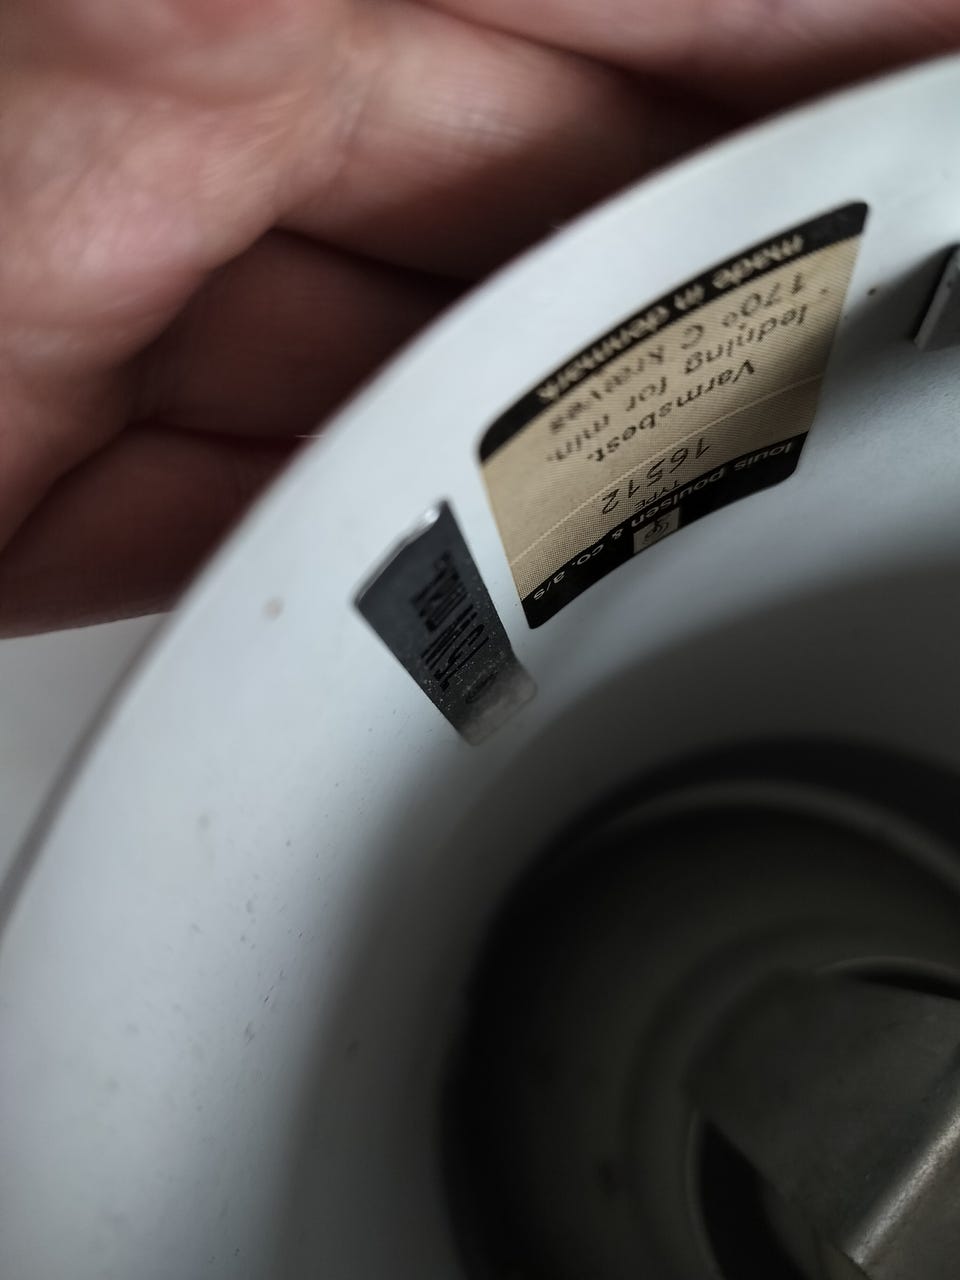 louis poulsen & co. a/s
TYPE
16512
Varmsbest.
ledning for min.
170° C kræves
made in denmark